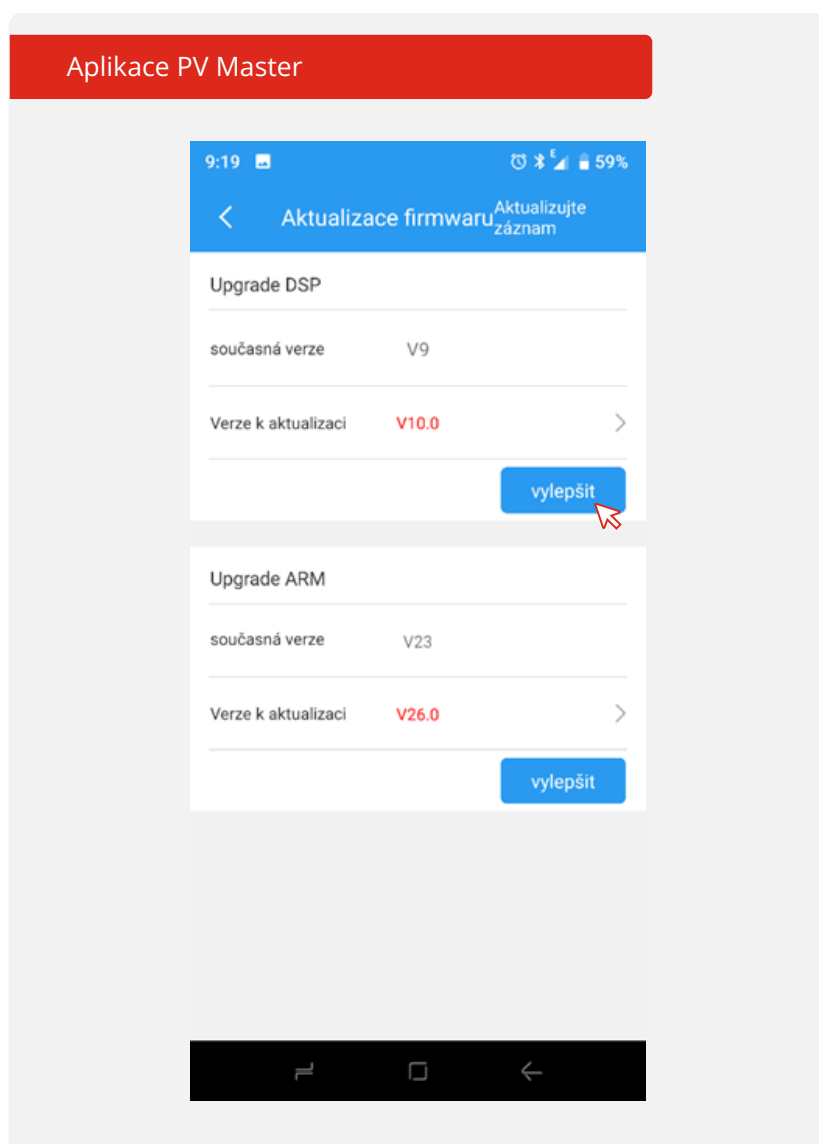 Aplikace PV Master
9:19 E 59%
Aktualizace firmwaru Aktualizujte
záznam
Upgrade DSP
současná verze V9
Verze k aktualizaci V10.0
vylepšit
Upgrade ARM
současná verze V23
Verze k aktualizaci V26.0
vylepšit